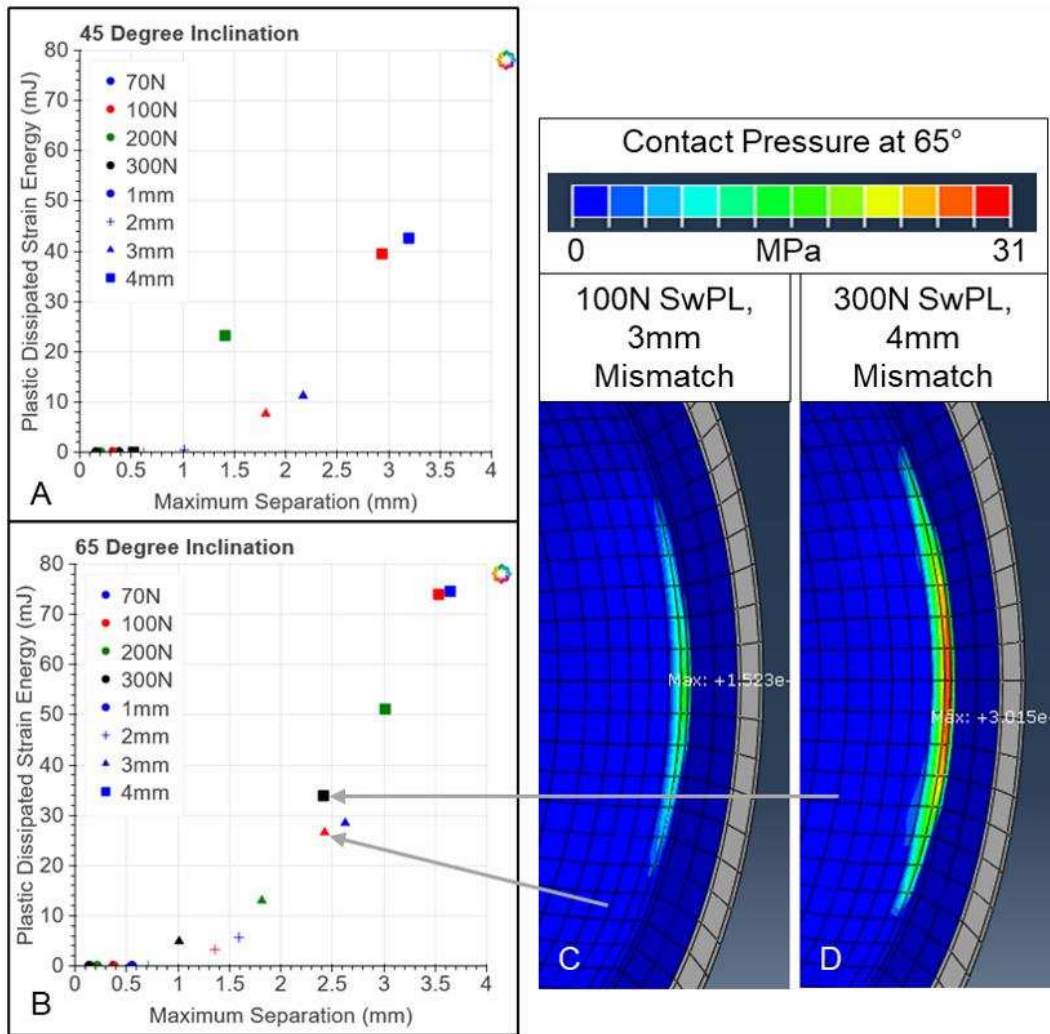 45 Degree Inclination
Plastic Dissipated Strain Energy (mJ)
80
70
60
50
40
30
20
10
0
70N
100N
200N
300N
1mm
2mm
3mm
4mm
0 0.5 1 1.5 2 2.5 3 3.5 4
Maximum Separation (mm)
A
65 Degree Inclination
Plastic Dissipated Strain Energy (mJ)
80
70
60
50
40
30
20
10
0
70N
100N
200N
300N
1mm
2mm
3mm
4mm
0 0.5 1 1.5 2 2.5 3 3.5 4
Maximum Separation (mm)
B
Contact Pressure at 65°
0 MPa 31
100N SwPL,
3mm
Mismatch
Max: +1.523e-
C
300N SwPL,
4mm
Mismatch
Max: +3.015e-
D